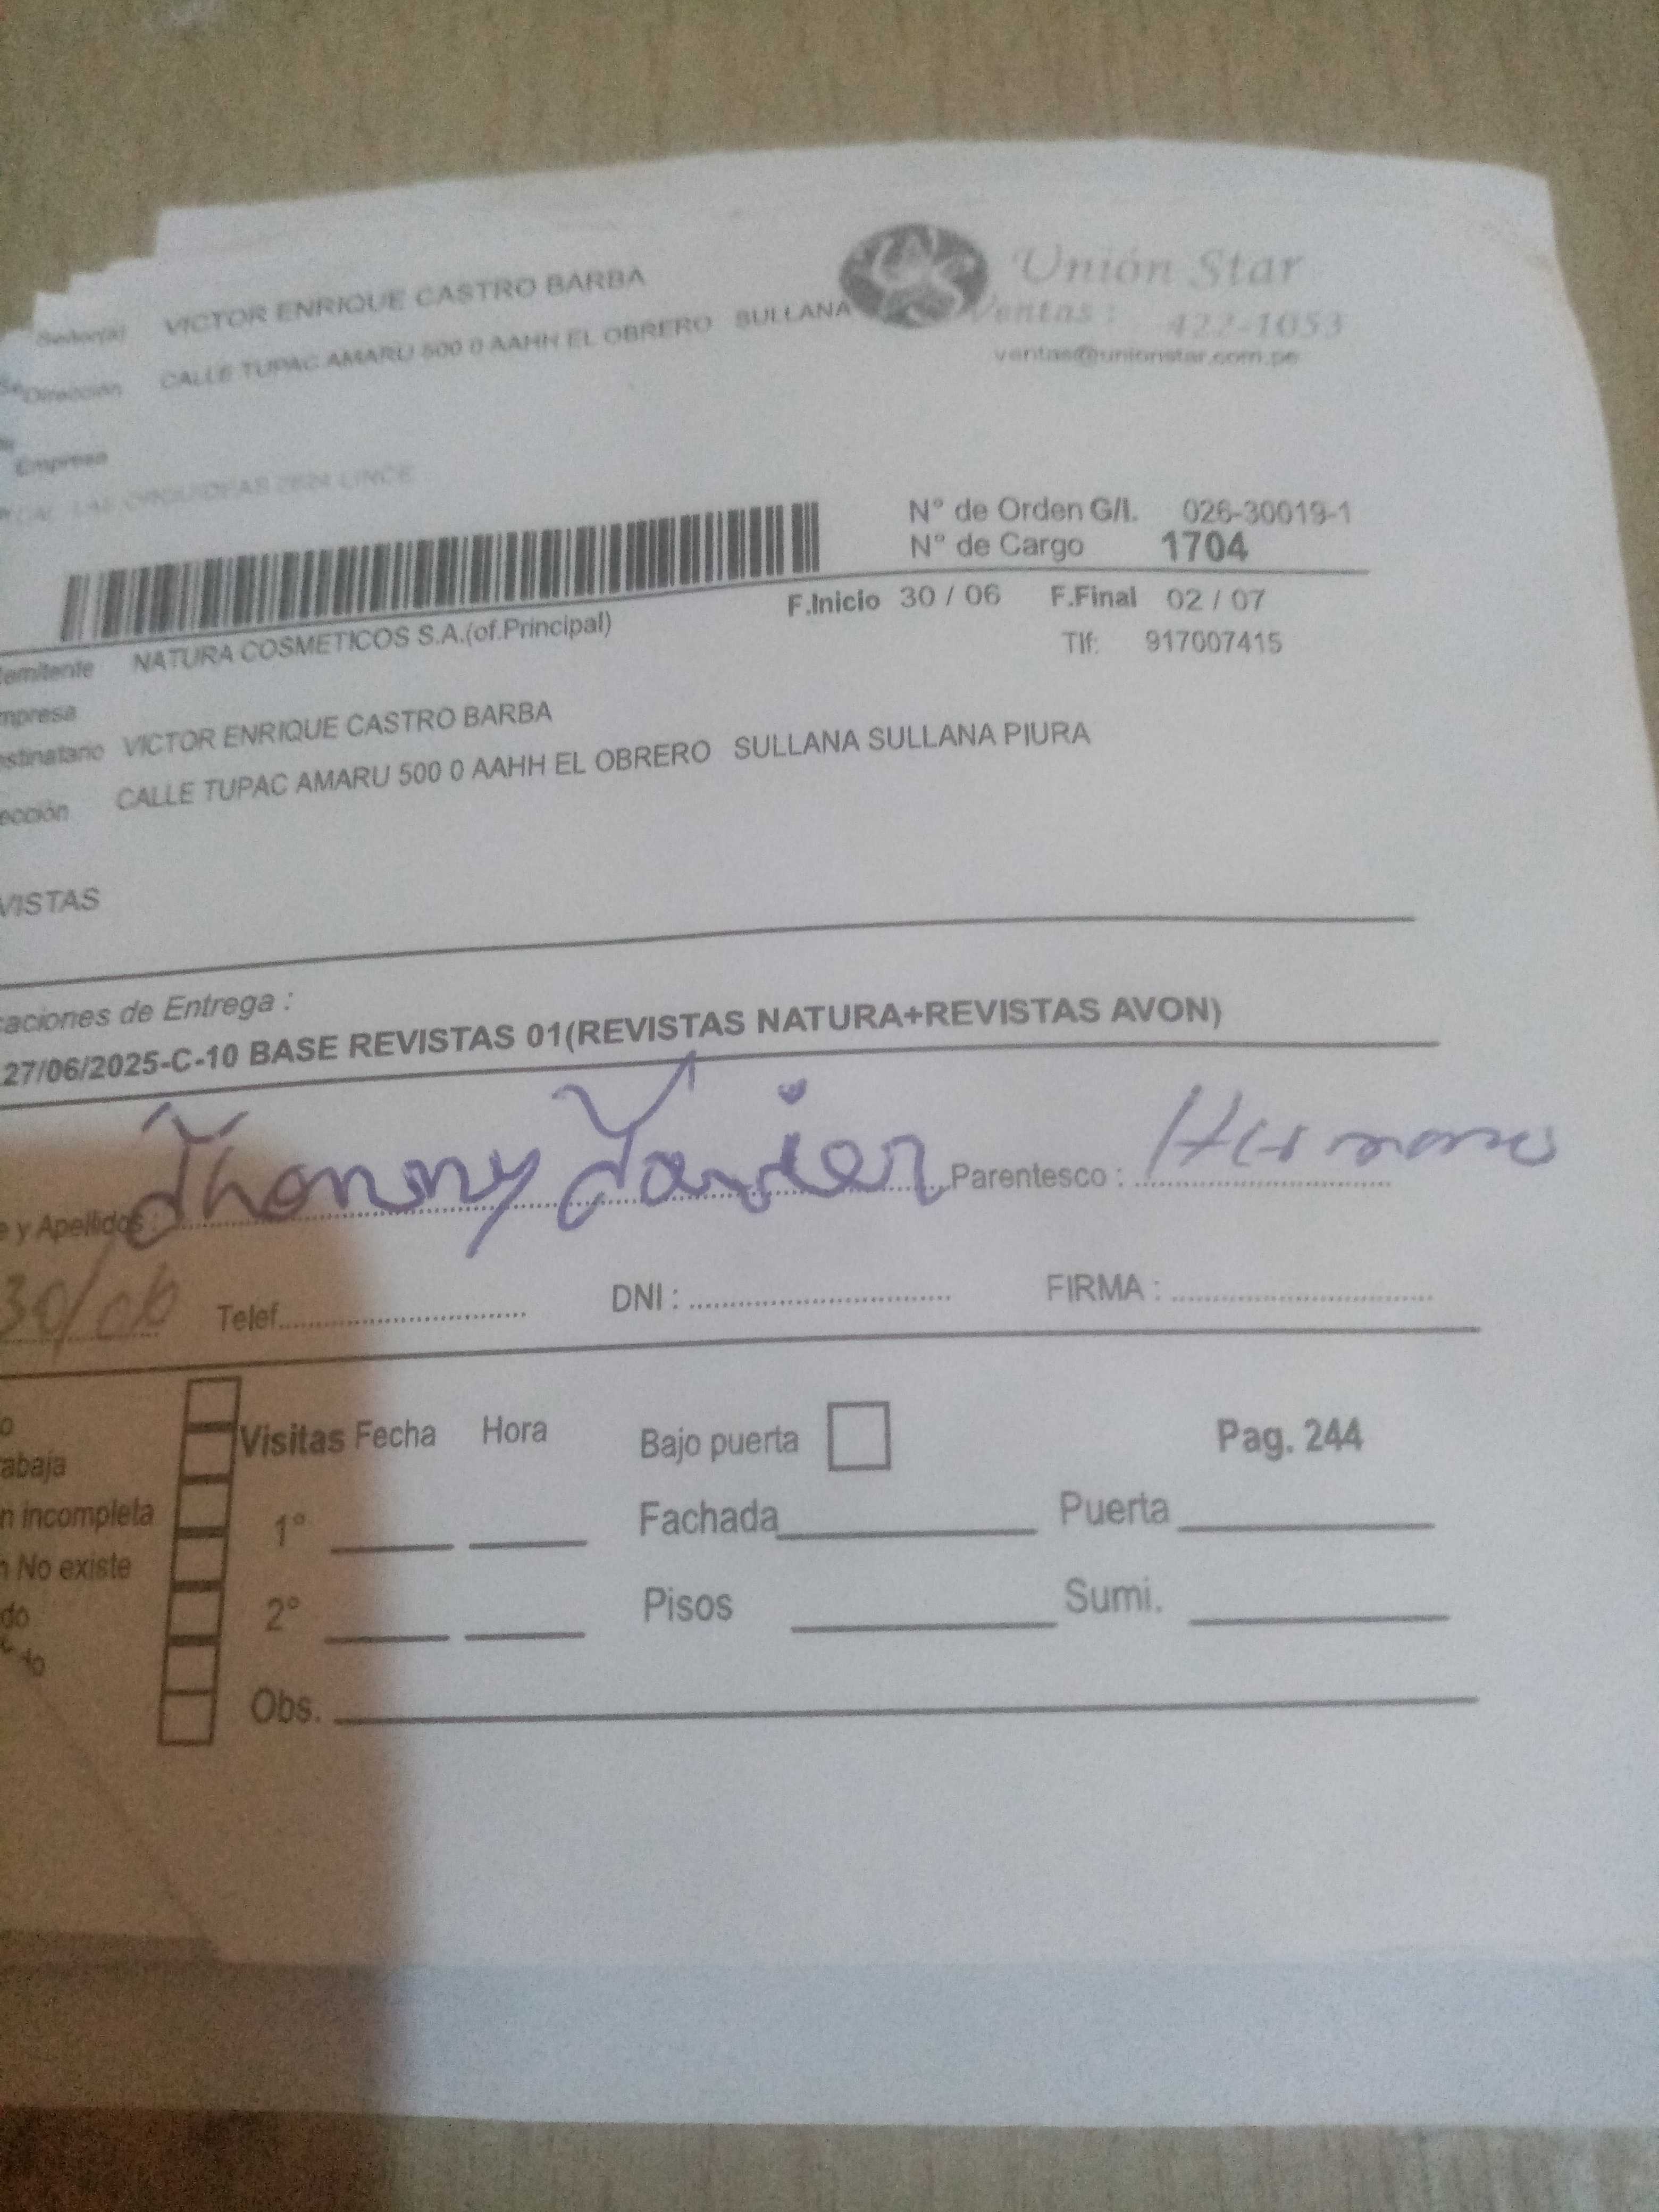 Unión Star
Ventas : 422-1053
ventas@unionstar.com.pe
Señor(a) VICTOR ENRIQUE CASTRO BARBA
Dirección CALLE TUPAC AMARU 500 0 AAHH EL OBRERO SULLANA
Empresa
LINCE
N° de Orden G/I. 026-30019-1
N° de Cargo 1704
F.Inicio 30 / 06 F.Final 02 / 07
emitente NATURA COSMETICOS S.A.(of.Principal) Tlf: 917007415
mpresa
stinatario VICTOR ENRIQUE CASTRO BARBA
ección CALLE TUPAC AMARU 500 0 AAHH EL OBRERO SULLANA SULLANA PIURA
VISTAS
caciones de Entrega :
27/06/2025-C-10 BASE REVISTAS 01(REVISTAS NATURA+REVISTAS AVON)
e y Apellidos : Jhonny Javier Parentesco : Hermano
30/06 Telef. DNI : FIRMA :
o
abaja
n incompleta
n No existe
do
Visitas Fecha Hora Bajo puerta Pag. 244
1° Fachada Puerta
2° Pisos Sumi.
Obs.